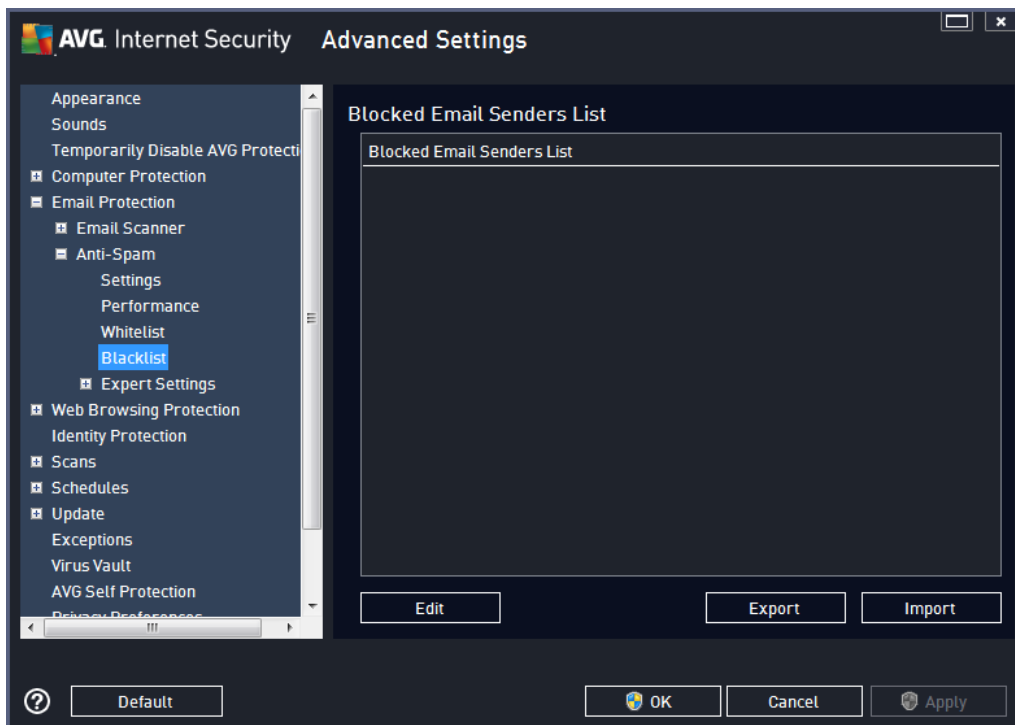 AVG. Internet Security Advanced Settings
Appearance
Sounds
Temporarily Disable AVG Protecti
Computer Protection
Email Protection
Email Scanner
Anti-Spam
Settings
Performance
Whitelist
Blacklist
Expert Settings
Web Browsing Protection
Identity Protection
Scans
Schedules
Update
Exceptions
Virus Vault
AVG Self Protection
Privacy Preferences
Blocked Email Senders List
Blocked Email Senders List
Edit
Export
Import
Default
OK
Cancel
Apply